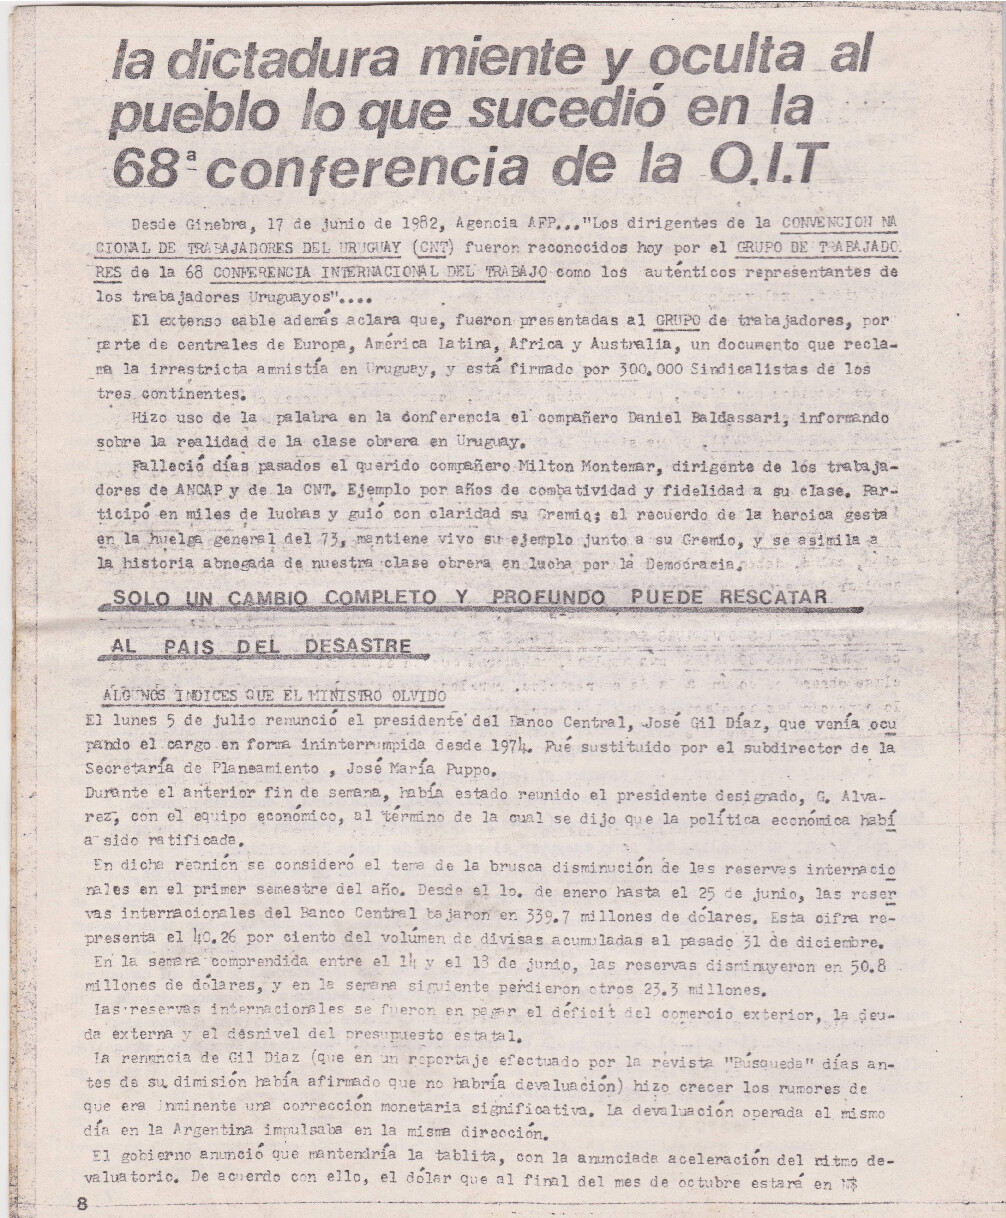 la dictadura miente y oculta al
pueblo lo que sucedió en la
68ª conferencia de la O.I.T
Desde Ginebra, 17 de junio de 1982, Agencia AFP..."Los dirigentes de la CONVENCION NA
CIONAL DE TRABAJADORES DEL URUGUAY (CNT) fueron reconocidos hoy por el GRUPO DE TRABAJADO
RES de la 68 CONFERENCIA INTERNACIONAL DEL TRABAJO como los auténticos representantes de
los trabajadores Uruguayos"....
El extenso cable además aclara que, fueron presentadas al GRUPO de trabajadores, por
parte de centrales de Europa, América Latina, Africa y Australia, un documento que recla-
ma la irrastricta amnistía en Uruguay, y está firmado por 300.000 Sindicalistas de los
tres continentes.
Hizo uso de la palabra en la conferencia el compañero Daniel Baldassari, informando
sobre la realidad de la clase obrera en Uruguay.
Falleció días pasados el querido compañero Milton Montemar, dirigente de los trabaja-
dores de ANCAP y de la CNT. Ejemplo por años de combatividad y fidelidad a su clase. Par-
ticipó en miles de luchas y guió con claridad su Gremio; el recuerdo de la heroica gesta
en la huelga general del 73, mantiene vivo su ejemplo junto a su Gremio, y se asimila a
la historia abnegada de nuestra clase obrera en lucha por la Democracia.
SOLO UN CAMBIO COMPLETO Y PROFUNDO PUEDE RESCATAR
AL PAIS DEL DESASTRE
ALGUNOS INDICES QUE EL MINISTRO OLVIDO
El lunes 5 de julio renunció el presidente del Banco Central, José Gil Díaz, que venía ocu
pando el cargo en forma ininterrumpida desde 1974. Fué sustituido por el subdirector de la
Secretaría de Planeamiento , José María Puppo.
Durante el anterior fin de semana, había estado reunido el presidente designado, G. Alva-
rez, con el equipo económico, al término de la cual se dijo que la política económica habí
a sido ratificada.
En dicha reunión se consideró el tema de la brusca disminución de las reservas internacio
nales en el primer semestre del año. Desde el 1o. de enero hasta el 25 de junio, las reser
vas internacionales del Banco Central bajaron en 339.7 millones de dólares. Esta cifra re-
presenta el 40.26 por ciento del volúmen de divisas acumuladas al pasado 31 de diciembre.
En la semana comprendida entre el 14 y el 18 de junio, las reservas disminuyeron en 50.8
millones de dólares, y en la semana siguiente perdieron otros 23.3 millones.
Las reservas internacionales se fueron en pagar el déficit del comercio exterior, la deu-
da externa y el désnivel del presupuesto estatal.
La renuncia de Gil Diaz (que en un reportaje efectuado por la revista "Búsqueda" días an-
tes de su dimisión había afirmado que no habría devaluación) hizo crecer los rumores de
que era inminente una corrección monetaria significativa. La devaluación operada el mismo
día en la Argentina impulsaba en la misma dirección.
El gobierno anunció que mantendría la tablita, con la anunciada aceleración del ritmo de-
valuatorio. De acuerdo con ello, el dólar que al final del mes de octubre estará en N$
8